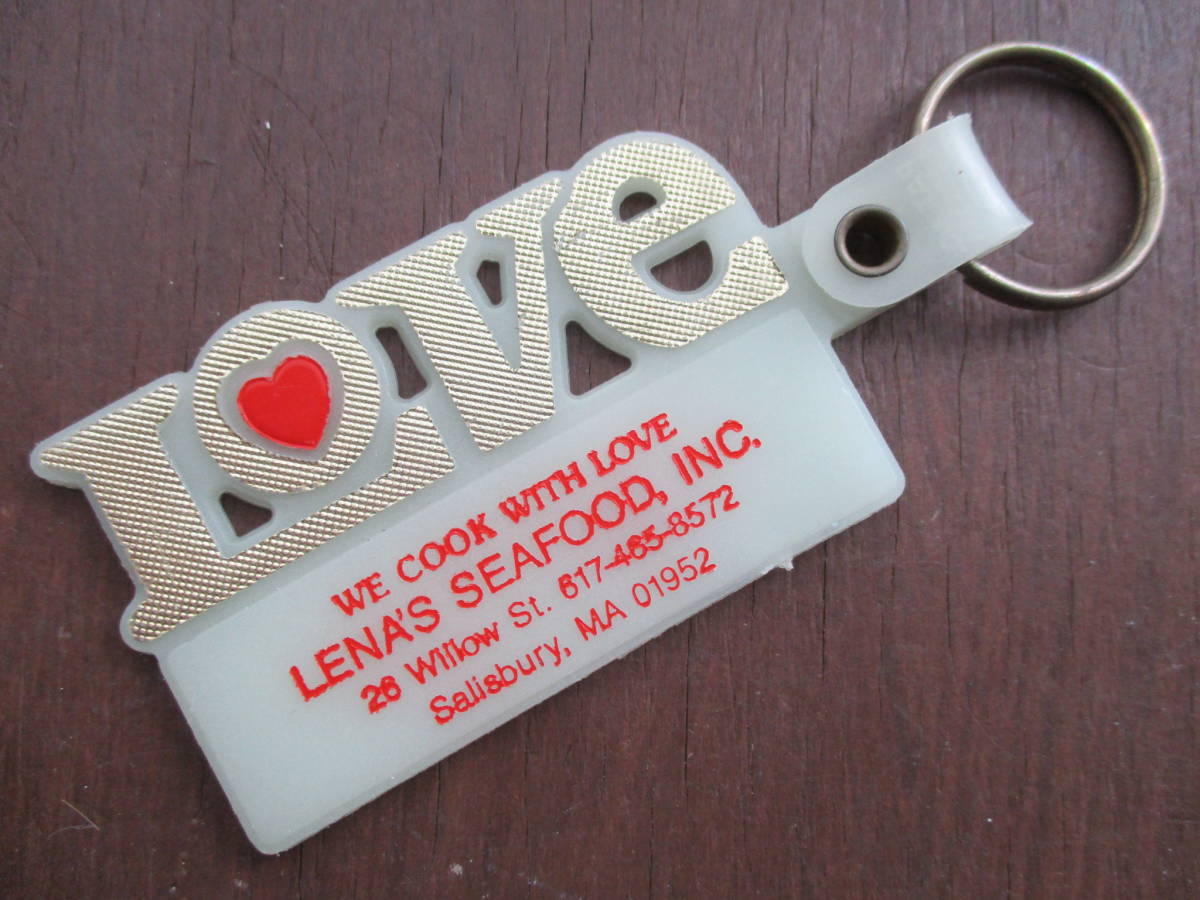 Love
WE COOK WITH LOVE
LENA'S SEAFOOD, INC.
26 Willow St. 617-465-8572
Salisbury, MA 01952